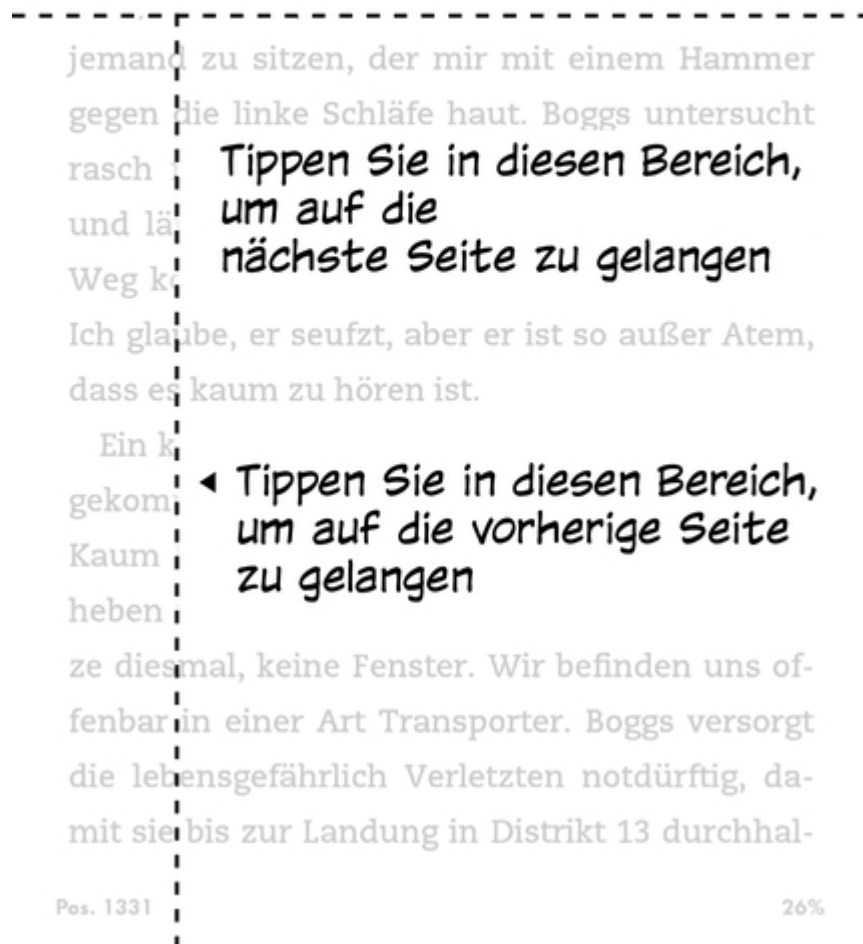 jemand zu sitzen, der mir mit einem Hammer
gegen die linke Schläfe haut. Boggs untersucht
rasch
Tippen Sie in diesen Bereich,
um auf die
nächste Seite zu gelangen
und lä
Weg
Ich glaube, er seufzt, aber er ist so außer Atem,
dass es kaum zu hören ist.
Ein k
gekom
◄ Tippen Sie in diesen Bereich,
um auf die vorherige Seite
zu gelangen
Kaum
heben
ze diesmal, keine Fenster. Wir befinden uns of-
fenbar in einer Art Transporter. Boggs versorgt
die lebensgefährlich Verletzten notdürftig, da-
mit sie bis zur Landung in Distrikt 13 durchhal-
Pos. 1331
26%